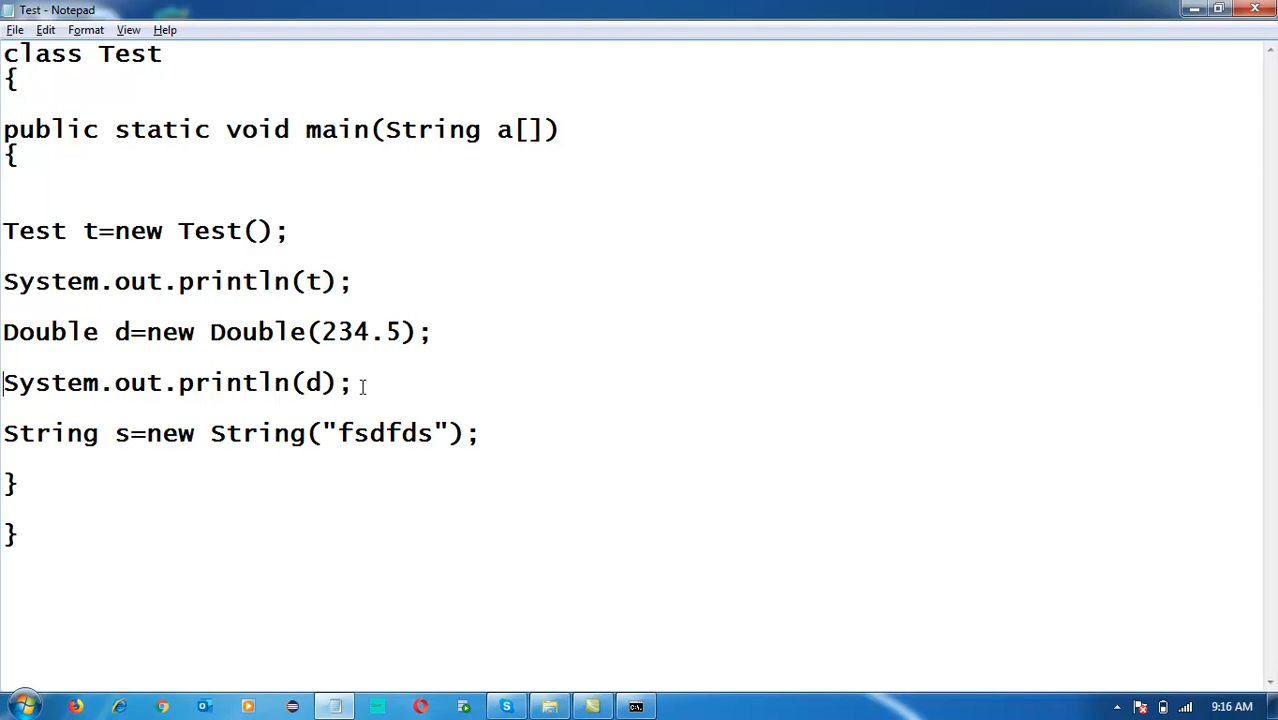 Test - Notepad
File Edit Format View Help
class Test
{
public static void main(String a[])
{
Test t=new Test();
System.out.println(t);
Double d=new Double(234.5);
System.out.println(d);
String s=new String("fsdfds");
}
}
9:16 AM